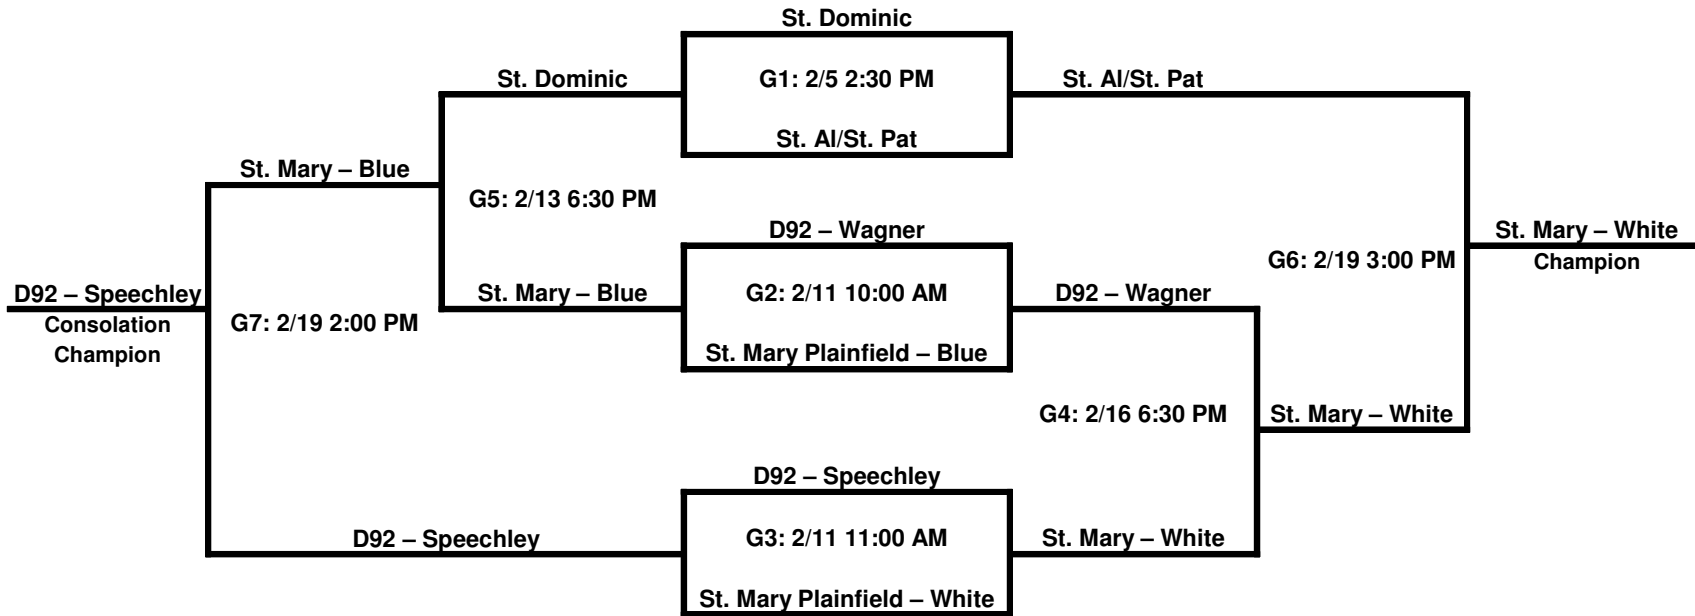 St. Dominic
St. Dominic
G1: 2/5 2:30 PM
St. Al/St. Pat
St. Al/St. Pat
St. Mary – Blue
G5: 2/13 6:30 PM
D92 – Wagner
St. Mary – White
Champion
G6: 2/19 3:00 PM
D92 – Speechley
Consolation
Champion
G7: 2/19 2:00 PM
St. Mary – Blue
G2: 2/11 10:00 AM
D92 – Wagner
St. Mary Plainfield – Blue
G4: 2/16 6:30 PM
St. Mary – White
D92 – Speechley
D92 – Speechley
G3: 2/11 11:00 AM
St. Mary – White
St. Mary Plainfield – White